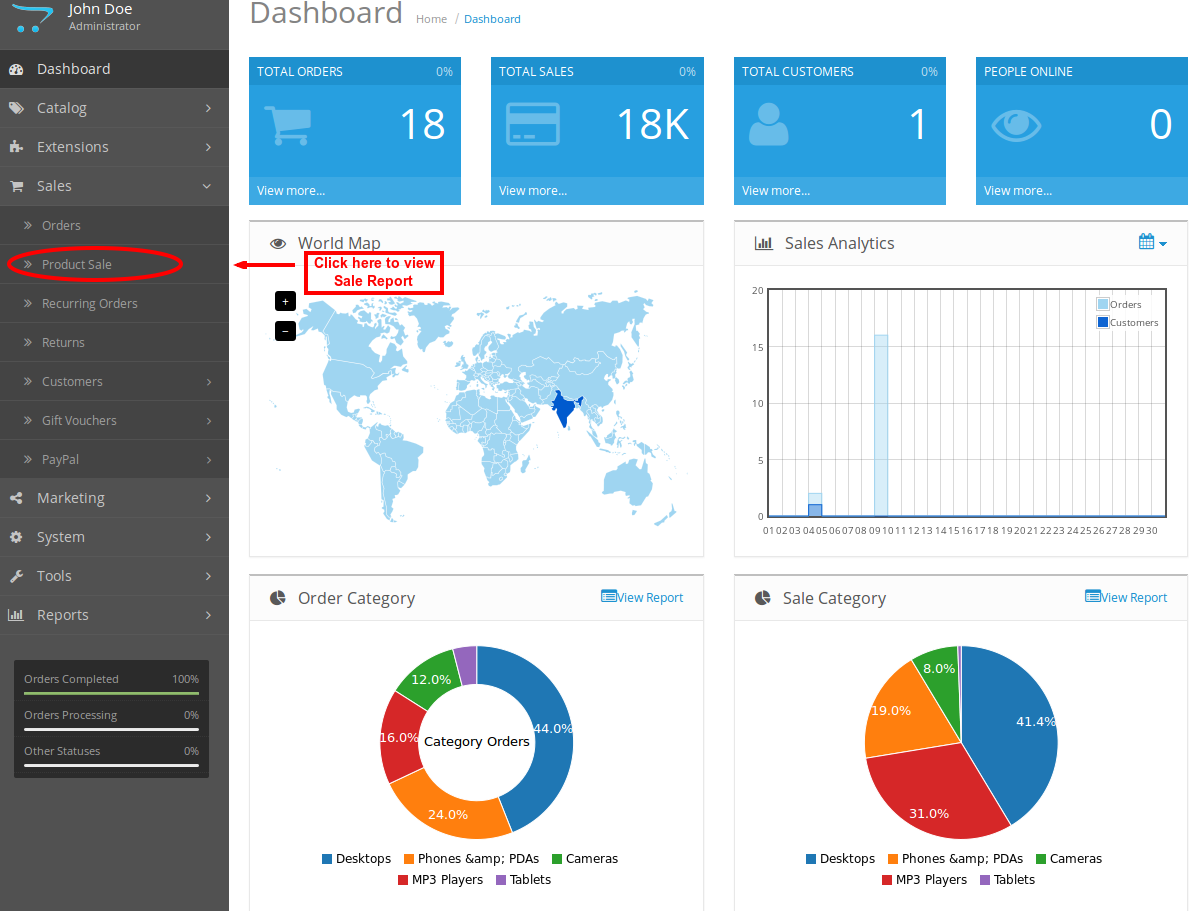 John Doe
Administrator
Dashboard
Catalog
Extensions
Sales
Orders
Product Sale
Recurring Orders
Returns
Customers
Gift Vouchers
PayPal
Marketing
System
Tools
Reports
Orders Completed 100%
Orders Processing 0%
Other Statuses 0%
Dashboard Home / Dashboard
TOTAL ORDERS 0%
18
View more...
TOTAL SALES 0%
18K
View more...
TOTAL CUSTOMERS 0%
1
View more...
PEOPLE ONLINE
0
View more...
World Map
Click here to view
Sale Report
+
−
Sales Analytics
20
15
10
5
0
Orders
Customers
01 02 03 04 05 06 07 08 09 10 11 12 13 14 15 16 17 18 19 20 21 22 23 24 25 26 27 28 29 30
Order Category View Report
12.0%
44.0%
16.0%
Category Orders
24.0%
Desktops Phones &amp; PDAs Cameras
MP3 Players Tablets
Sale Category View Report
8.0%
19.0%
41.4%
31.0%
Desktops Phones &amp; PDAs Cameras
MP3 Players Tablets